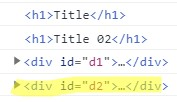 <h1>Title</h1>
<h1>Title 02</h1>
▶<div id="d1">…</div>
▶<div id="d2">…</div>